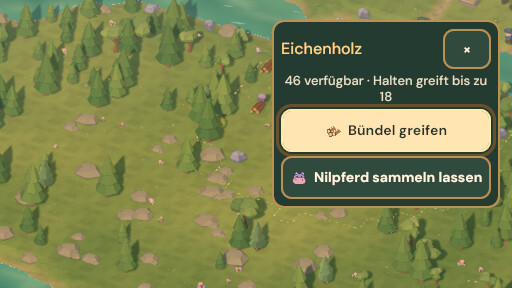 Eichenholz
×
46 verfügbar · Halten greift bis zu
18
Bündel greifen
Nilpferd sammeln lassen